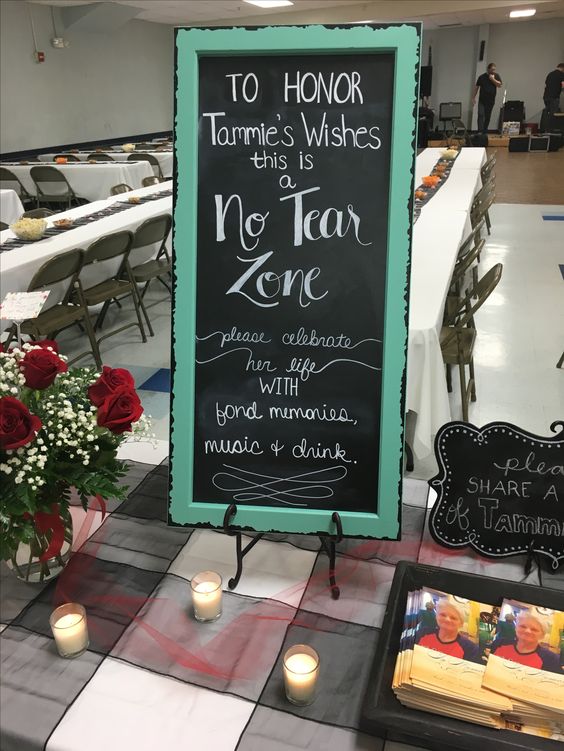 TO HONOR
Tammie's Wishes
this is
a
No Tear
Zone
please celebrate
her life
WITH
fond memories,
music & drink.
SHARE A
of